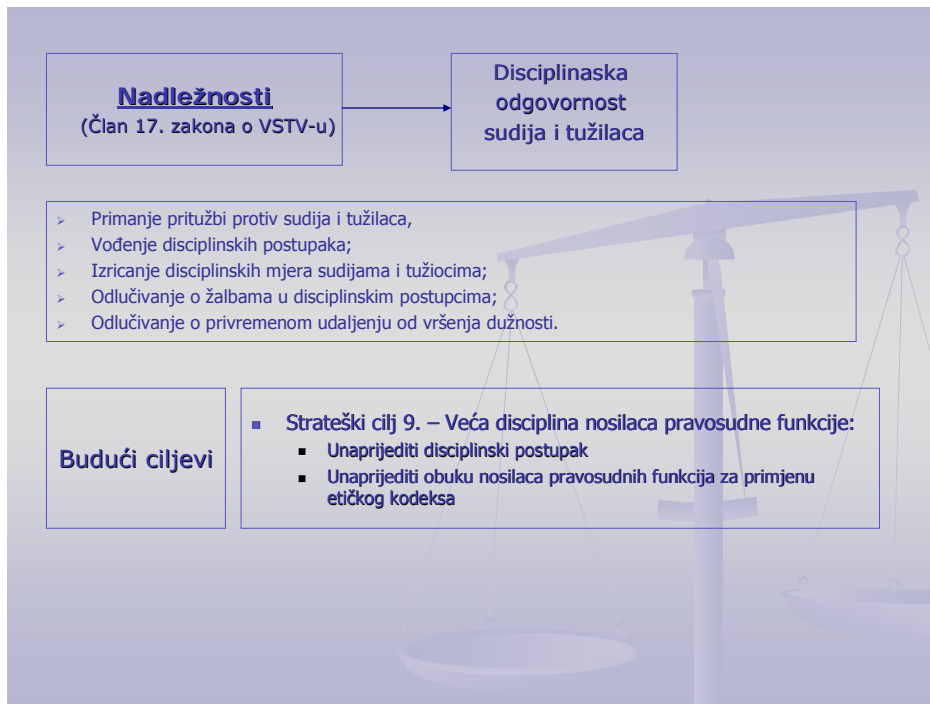 Nadležnosti
(Član 17. zakona o VSTV-u)
Disciplinaska
odgovornost
sudija i tužilaca
Primanje pritužbi protiv sudija i tužilaca,
Vođenje disciplinskih postupaka;
Izricanje disciplinskih mjera sudijama i tužiocima;
Odlučivanje o žalbama u disciplinskim postupcima;
Odlučivanje o privremenom udaljenju od vršenja dužnosti.
Budući ciljevi
Strateški cilj 9. – Veća disciplina nosilaca pravosudne funkcije:
Unaprijediti disciplinski postupak
Unaprijediti obuku nosilaca pravosudnih funkcija za primjenu
etičkog kodeksa